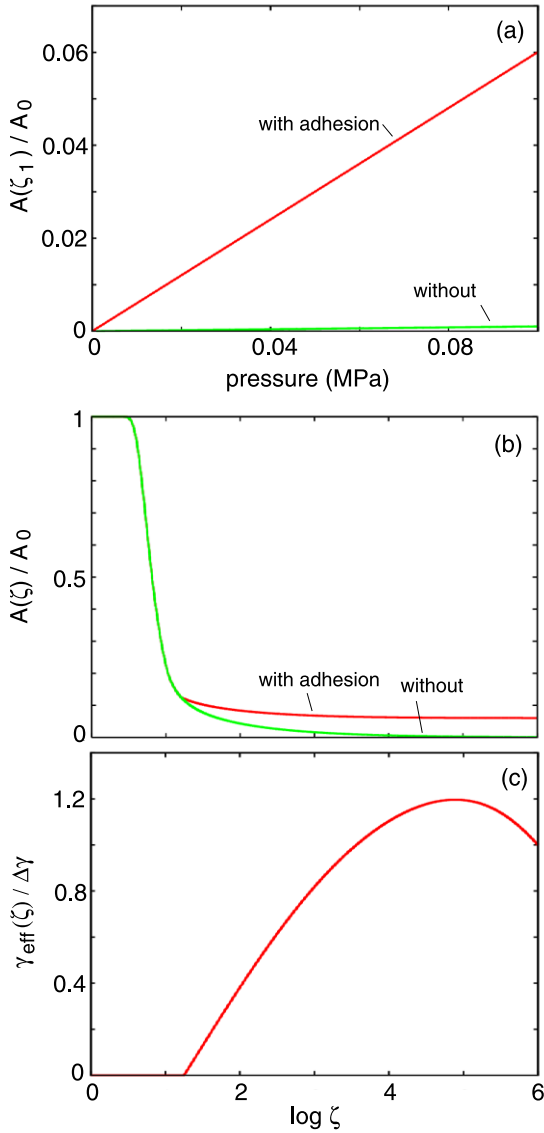 (a)
0.06
0.04
0.02
0
A(ζ₁) / A₀
with adhesion
without
0 0.04 0.08
pressure (MPa)
(b)
1
0.5
0
A(ζ) / A₀
with adhesion
without
(c)
1.2
0.8
0.4
0
γeff(ζ) / Δγ
0 2 4 6
log ζ